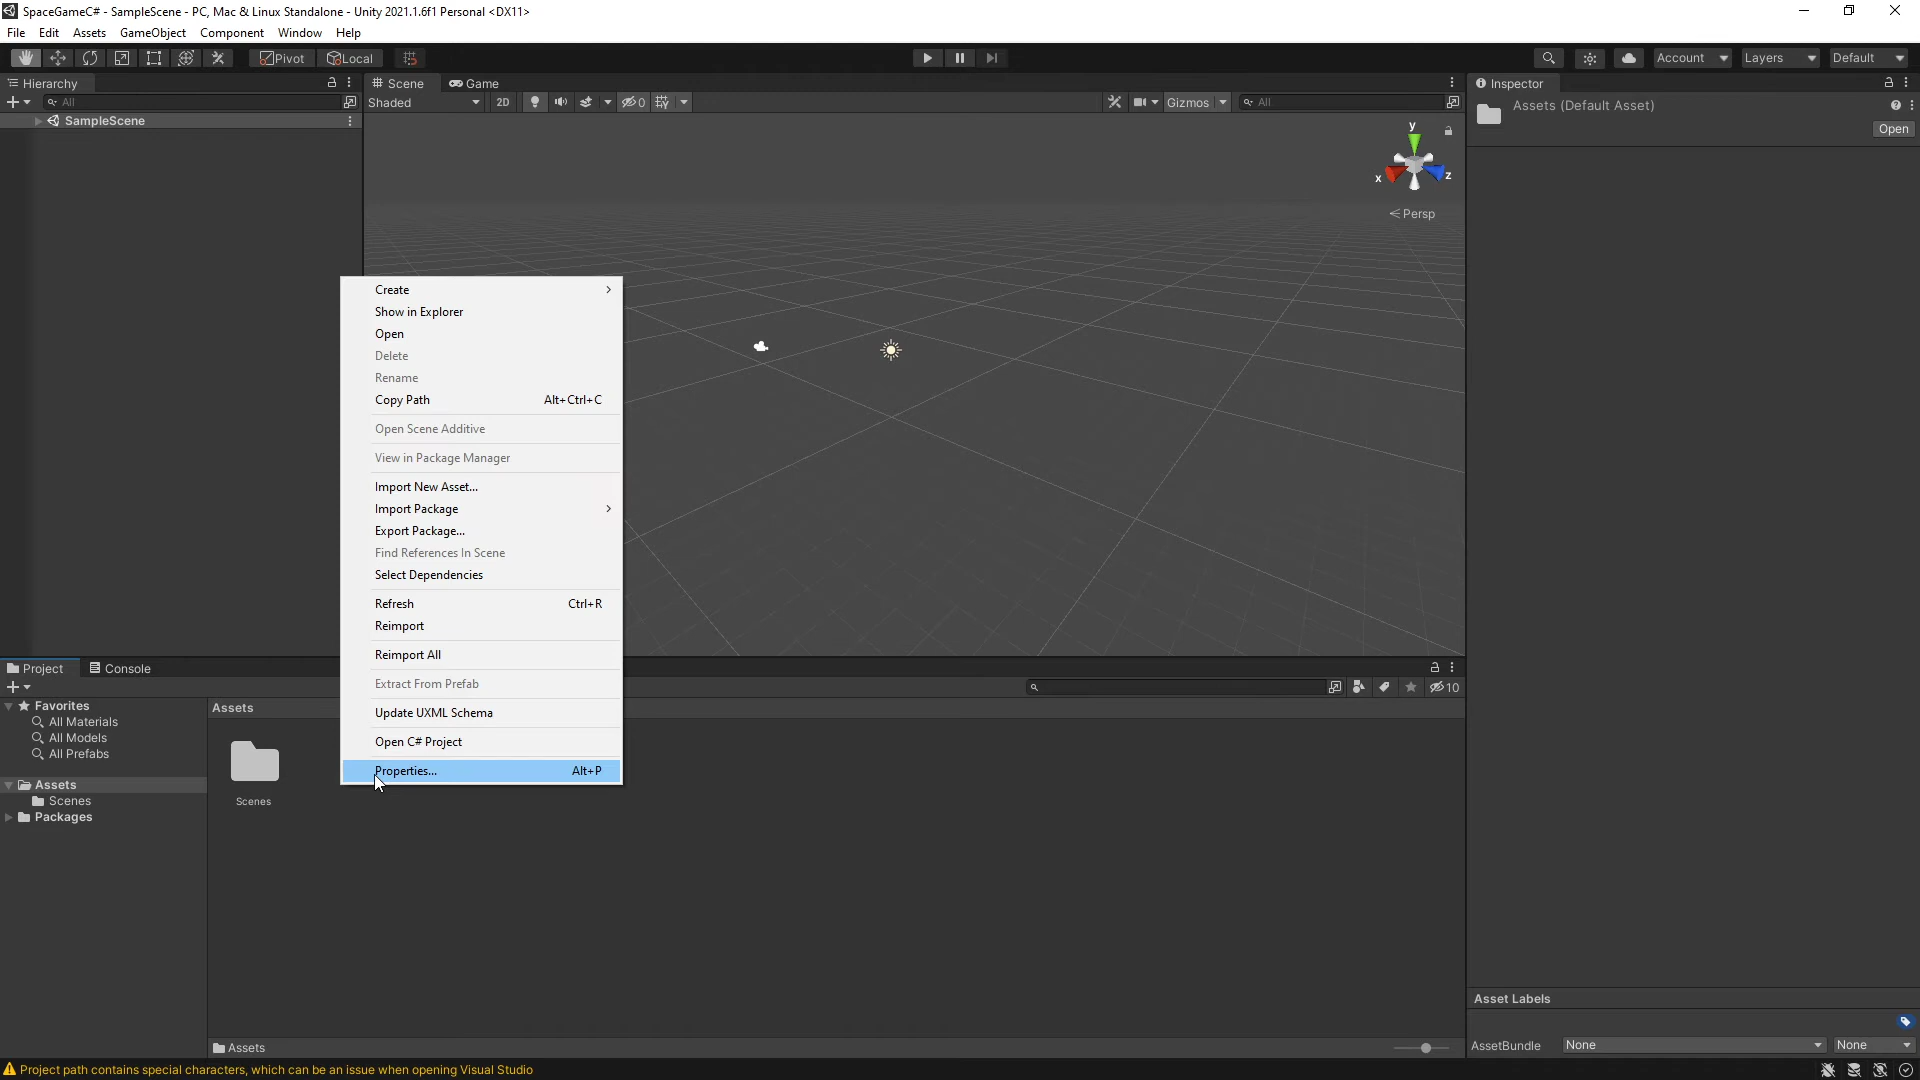 SpaceGameC# - SampleScene - PC, Mac & Linux Standalone - Unity 2021.1.6f1 Personal <DX11>
File Edit Assets GameObject Component Window Help
Pivot Local Account Layers Default
Hierarchy
All
SampleScene
Scene Game
Shaded 2D 0 Gizmos All
y
x
z
Persp
Inspector
Assets (Default Asset)
Open
Create
Show in Explorer
Open
Delete
Rename
Copy Path Alt+Ctrl+C
Open Scene Additive
View in Package Manager
Import New Asset...
Import Package
Export Package...
Find References In Scene
Select Dependencies
Refresh Ctrl+R
Reimport
Reimport All
Extract From Prefab
Update UXML Schema
Open C# Project
Properties... Alt+P
Project Console
10
Favorites
All Materials
All Models
All Prefabs
Assets
Scenes
Packages
Assets
Scenes
Assets
Asset Labels
AssetBundle None None
Project path contains special characters, which can be an issue when opening Visual Studio